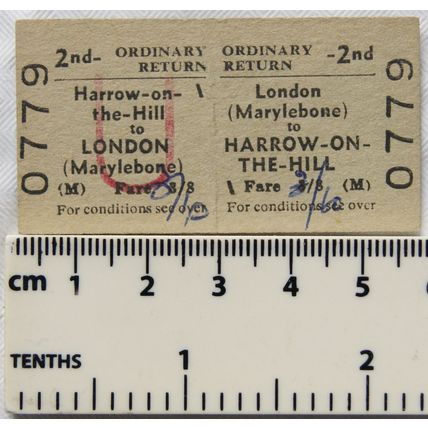 0779
2nd- ORDINARY
RETURN
Harrow-on-
the-Hill
to
LONDON
(Marylebone)
(M) Fare 3/8
For conditions see over
ORDINARY -2nd
RETURN
London
(Marylebone)
to
HARROW-ON-
THE-HILL
Fare 3/8 (M)
For conditions see over
0779
cm 1 2 3 4 5 6
TENTHS 1 2